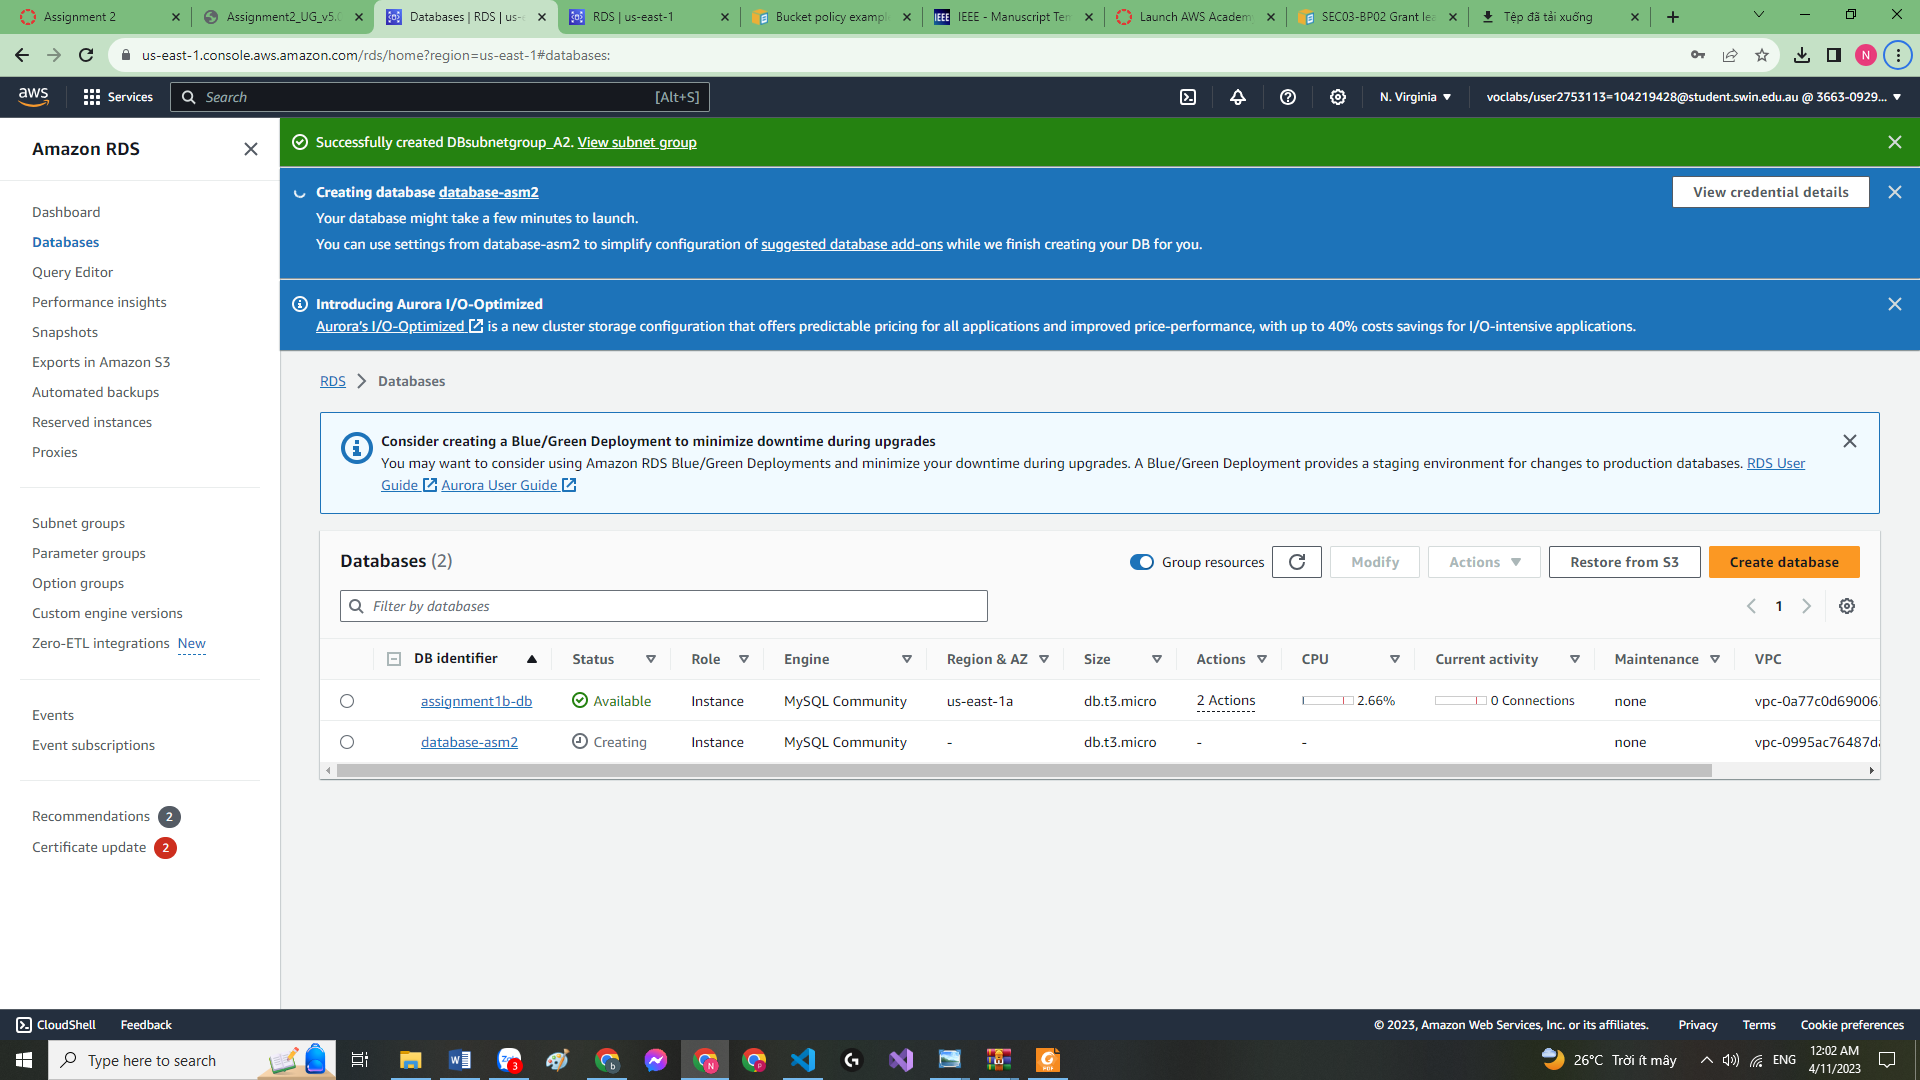 Assignment 2
Assignment2_UG_v5.0
Databases | RDS | us-e
RDS | us-east-1
Bucket policy example
IEEE - Manuscript Ten
Launch AWS Academ
SEC03-BP02 Grant lea
Tệp đã tải xuống
us-east-1.console.aws.amazon.com/rds/home?region=us-east-1#databases:
N
aws
Services
Search
[Alt+S]
N. Virginia
voclabs/user2753113=104219428@student.swin.edu.au @ 3663-0929...
Amazon RDS
Dashboard
Databases
Query Editor
Performance insights
Snapshots
Exports in Amazon S3
Automated backups
Reserved instances
Proxies
Subnet groups
Parameter groups
Option groups
Custom engine versions
Zero-ETL integrations New
Events
Event subscriptions
Recommendations 2
Certificate update 2
Successfully created DBsubnetgroup_A2. View subnet group
Creating database database-asm2
View credential details
Your database might take a few minutes to launch.
You can use settings from database-asm2 to simplify configuration of suggested database add-ons while we finish creating your DB for you.
Introducing Aurora I/O-Optimized
Aurora's I/O-Optimized is a new cluster storage configuration that offers predictable pricing for all applications and improved price-performance, with up to 40% costs savings for I/O-intensive applications.
RDS Databases
Consider creating a Blue/Green Deployment to minimize downtime during upgrades
You may want to consider using Amazon RDS Blue/Green Deployments and minimize your downtime during upgrades. A Blue/Green Deployment provides a staging environment for changes to production databases. RDS User
Guide Aurora User Guide
Databases (2)
Group resources
Modify
Actions
Restore from S3
Create database
Filter by databases
1
DB identifier Status Role Engine Region & AZ Size Actions CPU Current activity Maintenance VPC
assignment1b-db Available Instance MySQL Community us-east-1a db.t3.micro 2 Actions 2.66% 0 Connections none vpc-0a77c0d69006
database-asm2 Creating Instance MySQL Community - db.t3.micro - - none vpc-0995ac76487d
CloudShell Feedback
© 2023, Amazon Web Services, Inc. or its affiliates. Privacy Terms Cookie preferences
Type here to search
3
26°C Trời ít mây
ENG
12:02 AM
4/11/2023